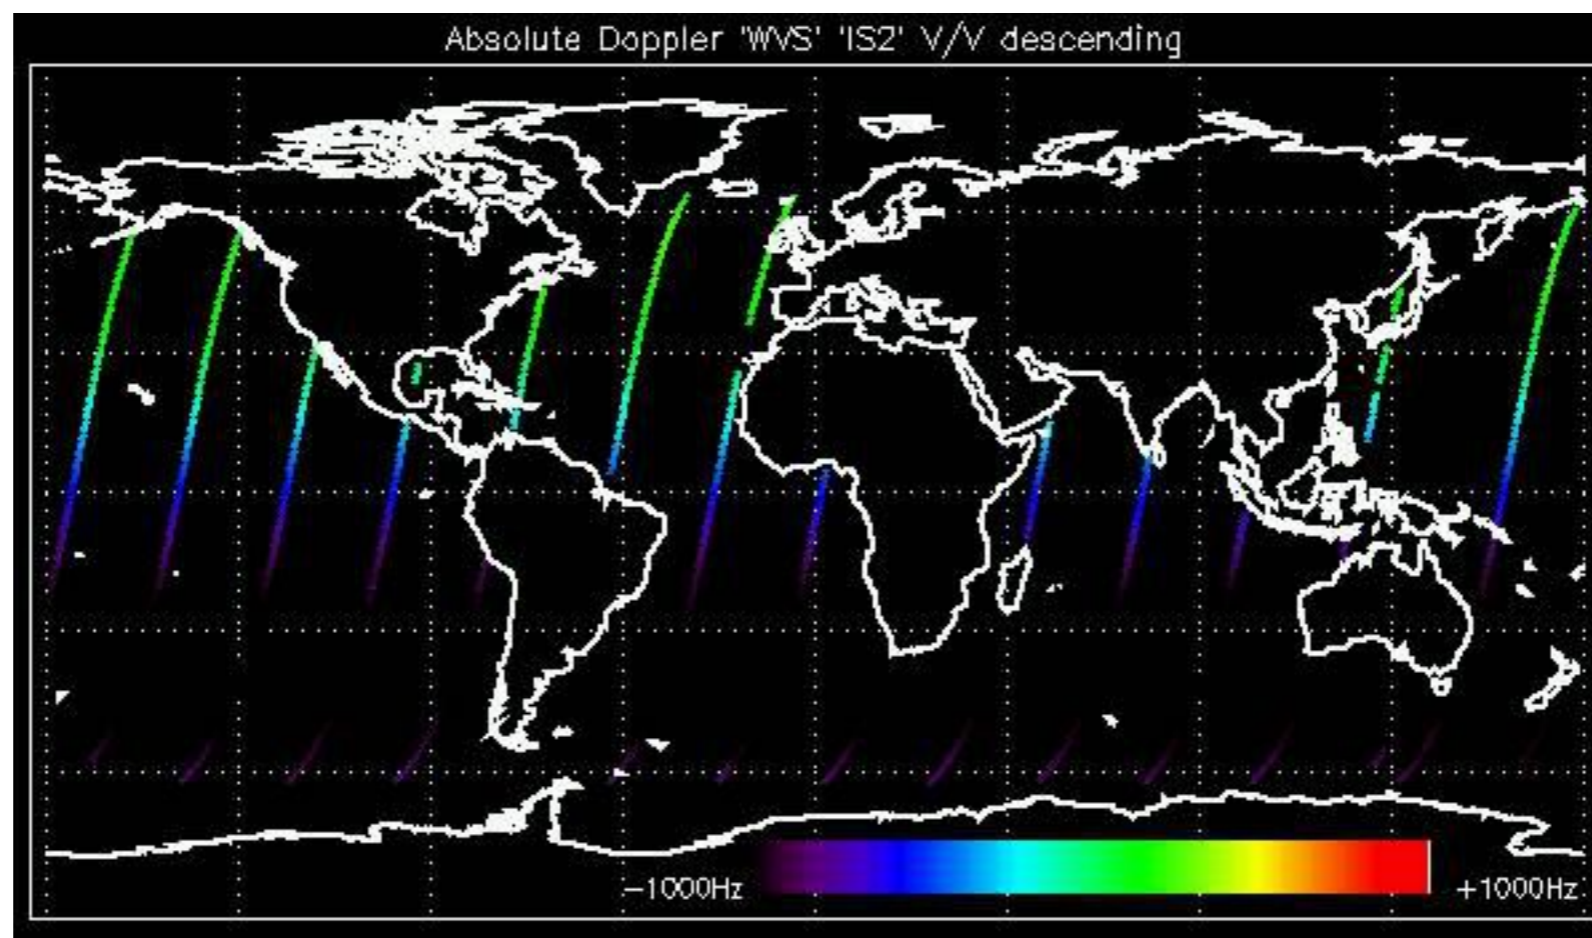 Absolute Doppler 'WVS' 'IS2' V/V descending
−1000Hz
+1000Hz